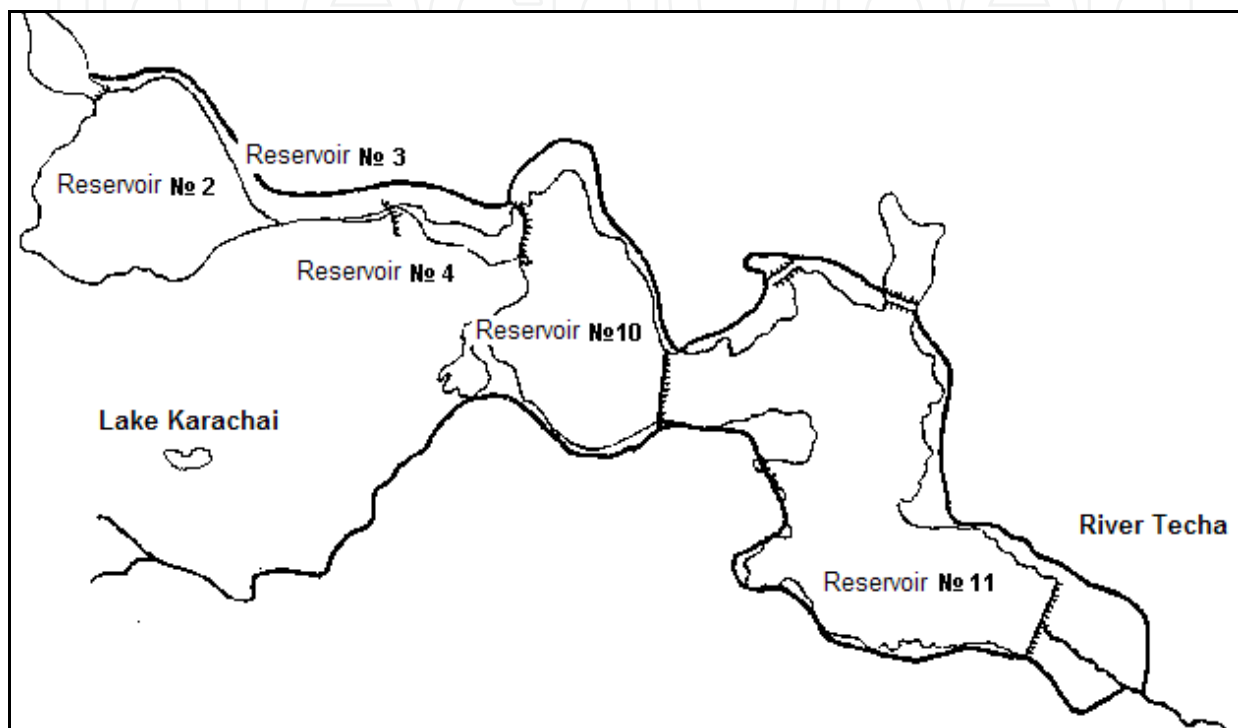 Reservoir № 3
Reservoir № 2
Reservoir № 4
Reservoir №10
Lake Karachai
River Techa
Reservoir № 11